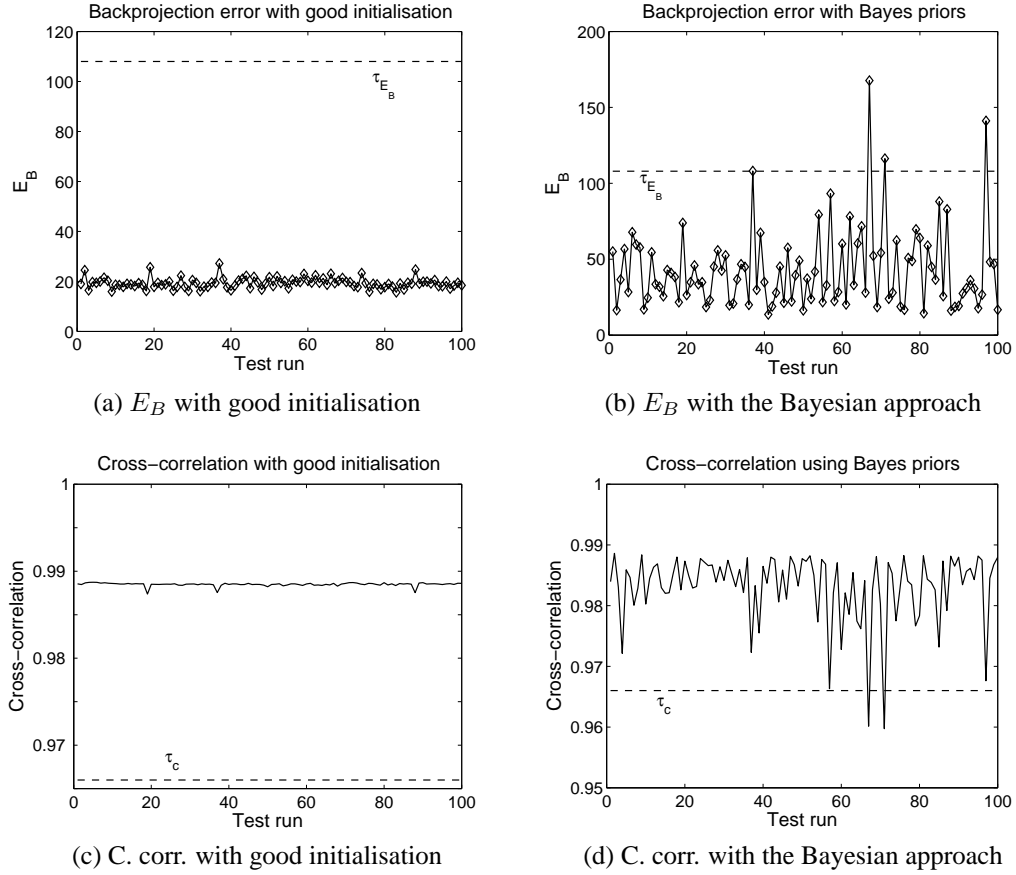 Backprojection error with good initialisation
120
100
80
60
40
20
0
E_B
τ_{E_B}
0 20 40 60 80 100
Test run
(a) E_B with good initialisation
Backprojection error with Bayes priors
200
150
100
50
0
E_B
τ_{E_B}
0 20 40 60 80 100
Test run
(b) E_B with the Bayesian approach
Cross−correlation with good initialisation
1
0.99
0.98
0.97
Cross−correlation
τ_c
0 20 40 60 80 100
Test run
(c) C. corr. with good initialisation
Cross−correlation using Bayes priors
1
0.99
0.98
0.97
0.96
0.95
Cross−correlation
τ_c
0 20 40 60 80 100
Test run
(d) C. corr. with the Bayesian approach